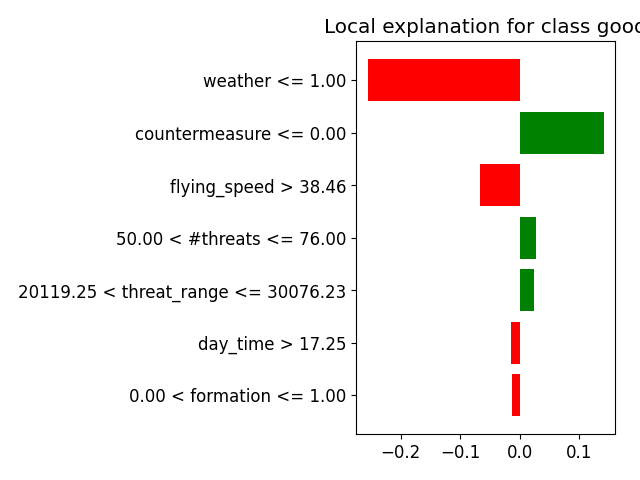 Local explanation for class good
weather <= 1.00
countermeasure <= 0.00
flying_speed > 38.46
50.00 < #threats <= 76.00
20119.25 < threat_range <= 30076.23
day_time > 17.25
0.00 < formation <= 1.00
−0.2 −0.1 0.0 0.1